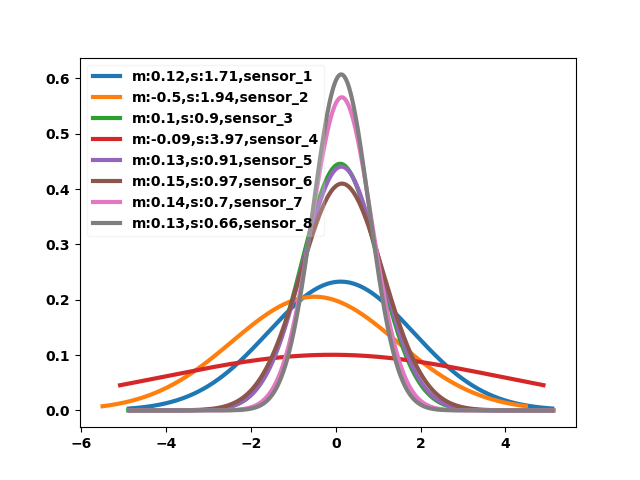 m:0.12,s:1.71,sensor_1
m:-0.5,s:1.94,sensor_2
m:0.1,s:0.9,sensor_3
m:-0.09,s:3.97,sensor_4
m:0.13,s:0.91,sensor_5
m:0.15,s:0.97,sensor_6
m:0.14,s:0.7,sensor_7
m:0.13,s:0.66,sensor_8
0.6
0.5
0.4
0.3
0.2
0.1
0.0
−6 −4 −2 0 2 4